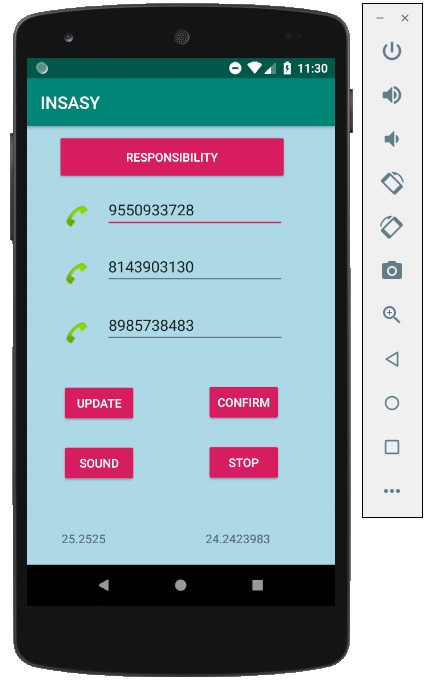 11:30
INSASY
RESPONSIBILITY
9550933728
8143903130
8985738483
UPDATE CONFIRM
SOUND STOP
25.2525 24.2423983